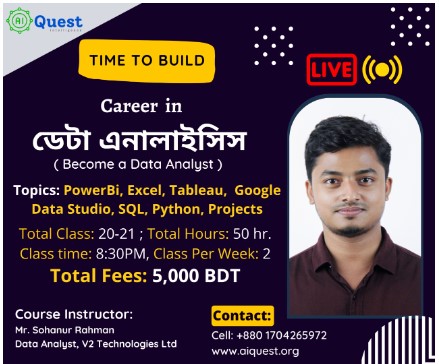 AI Quest
Intelligence
TIME TO BUILD
LIVE
Career in
ডেটা এনালাইসিস
( Become a Data Analyst )
Topics: PowerBi, Excel, Tableau, Google
Data Studio, SQL, Python, Projects
Total Class: 20-21 ; Total Hours: 50 hr.
Class time: 8:30PM, Class Per Week: 2
Total Fees: 5,000 BDT
Course Instructor:
Mr. Sohanur Rahman
Data Analyst, V2 Technologies Ltd
Contact:
Cell: +880 1704265972
www.aiquest.org